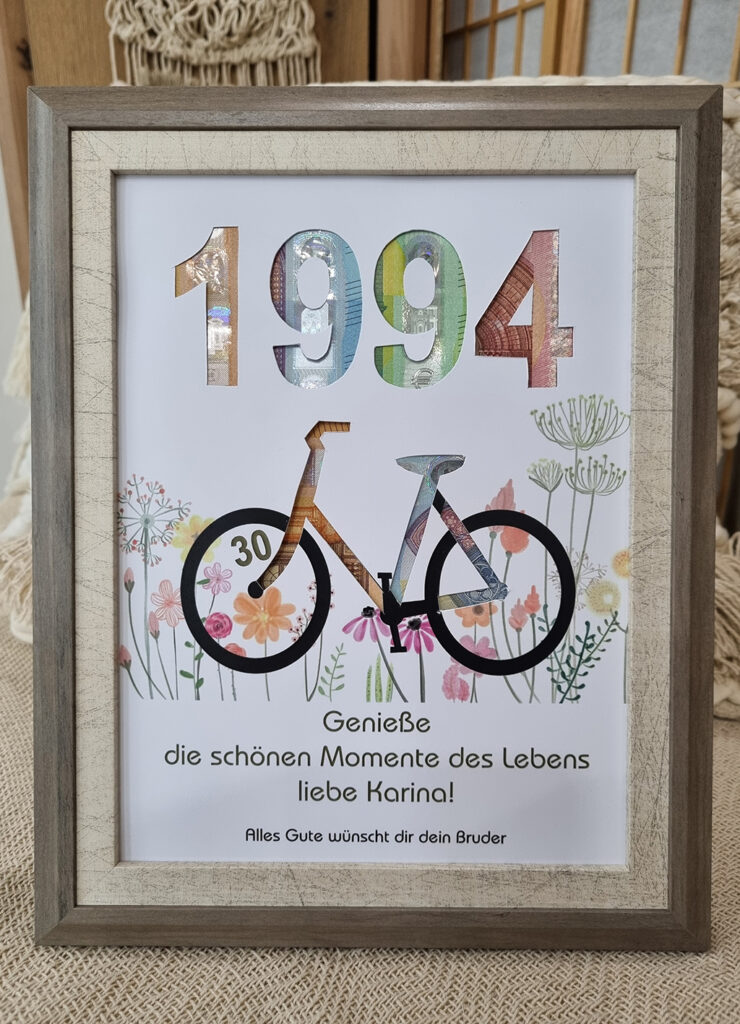 1994
30
Genieße
die schönen Momente des Lebens
liebe Karina!
Alles Gute wünscht dir dein Bruder